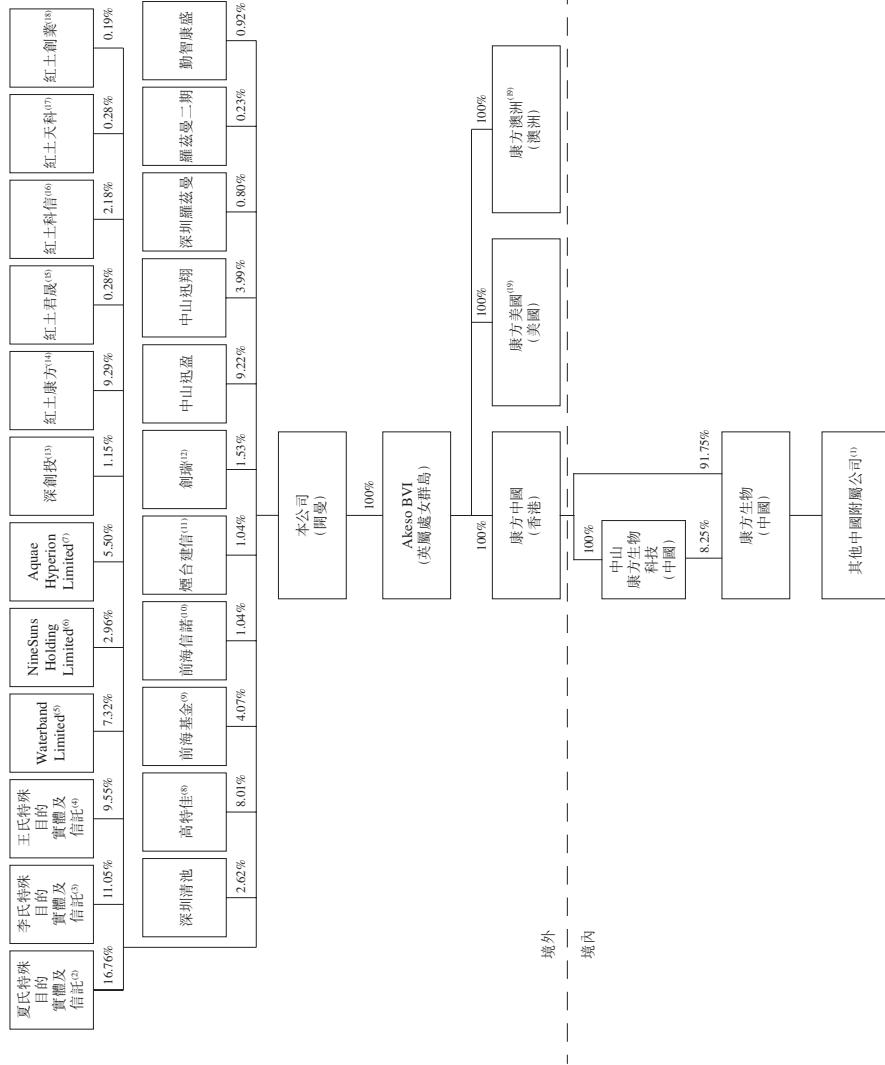 夏氏特殊
目的
實體及
信託(2)
16.76%
李氏特殊
目的
實體及
信託(3)
11.05%
王氏特殊
目的
實體及
信託(4)
9.55%
Waterband
Limited(5)
7.32%
NineSuns
Holding
Limited(6)
2.96%
Aquae
Hyperion
Limited(7)
5.50%
深創投(13)
1.15%
紅土康方(14)
9.29%
紅土君晟(15)
0.28%
紅土科信(16)
2.18%
紅土天科(17)
0.28%
紅土創業(18)
0.19%
深圳清池
2.62%
高特佳(8)
8.01%
前海基金(9)
4.07%
前海信諾(10)
1.04%
煙台建信(11)
1.04%
創瑞(12)
1.53%
中山迅盈
9.22%
中山迅翔
3.99%
深圳羅茲曼
0.80%
羅茲曼二期
0.23%
勤智康盛
0.92%
本公司
（開曼）
100%
Akeso BVI
（英屬處女群島）
100%
康方中國
（香港）
100%
康方美國(19)
（美國）
100%
康方澳洲(19)
（澳洲）
境外
境內
100%
中山
康方生物
科技
（中國）
8.25%
91.75%
康方生物
（中國）
其他中國附屬公司(1)